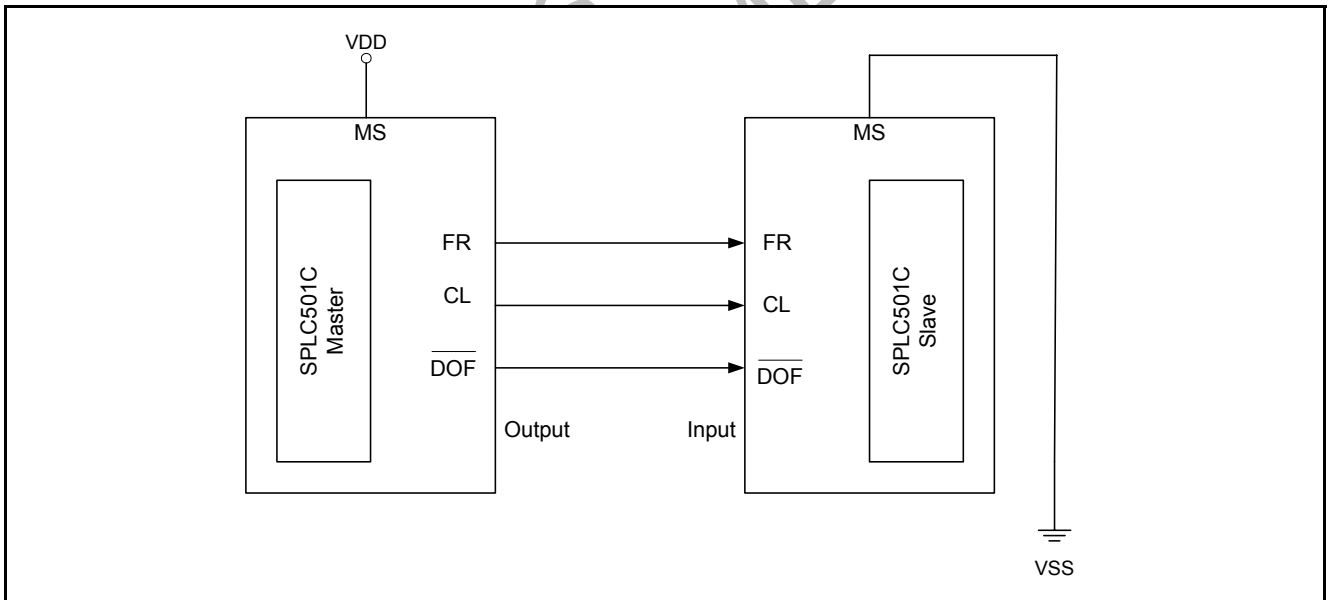 VDD
MS
MS
SPLC501C
Master
FR
FR
CL
CL
DOF
DOF
SPLC501C
Slave
Output
Input
VSS